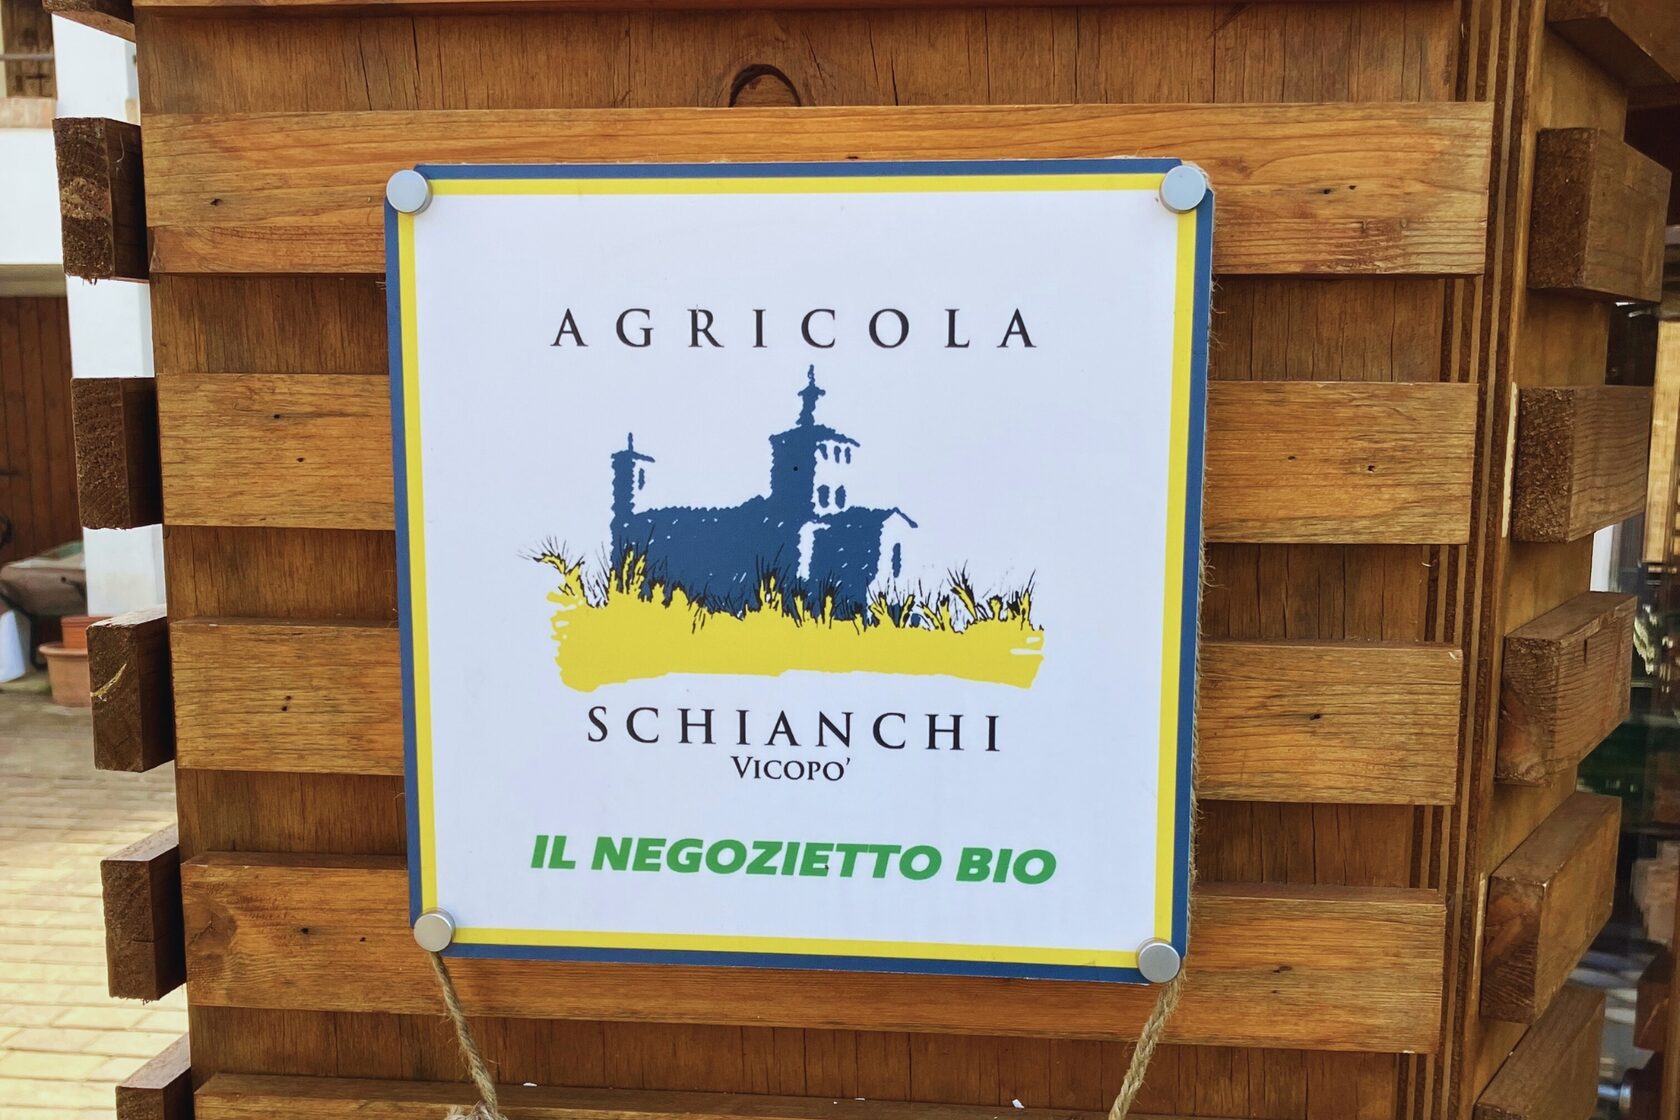 AGRICOLA
SCHIANCHI
VICOPO'
IL NEGOZIETTO BIO